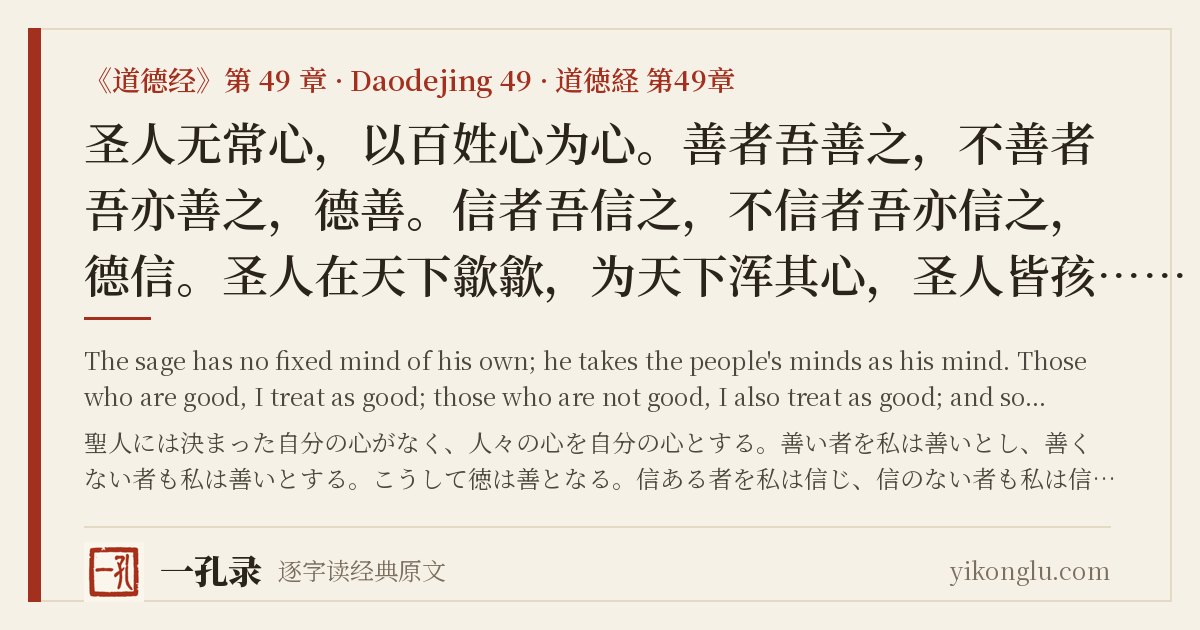 《道德经》第 49 章 · Daodejing 49 · 道徳経 第49章
圣人无常心，以百姓心为心。善者吾善之，不善者
吾亦善之，德善。信者吾信之，不信者吾亦信之，
德信。圣人在天下歙歙，为天下浑其心，圣人皆孩……
The sage has no fixed mind of his own; he takes the people's minds as his mind. Those
who are good, I treat as good; those who are not good, I also treat as good; and so...
聖人には決まった自分の心がなく、人々の心を自分の心とする。善い者を私は善いとし、善く
ない者も私は善いとする。こうして徳は善となる。信ある者を私は信じ、信のない者も私は信…
一孔
一孔录 逐字读经典原文 yikonglu.com